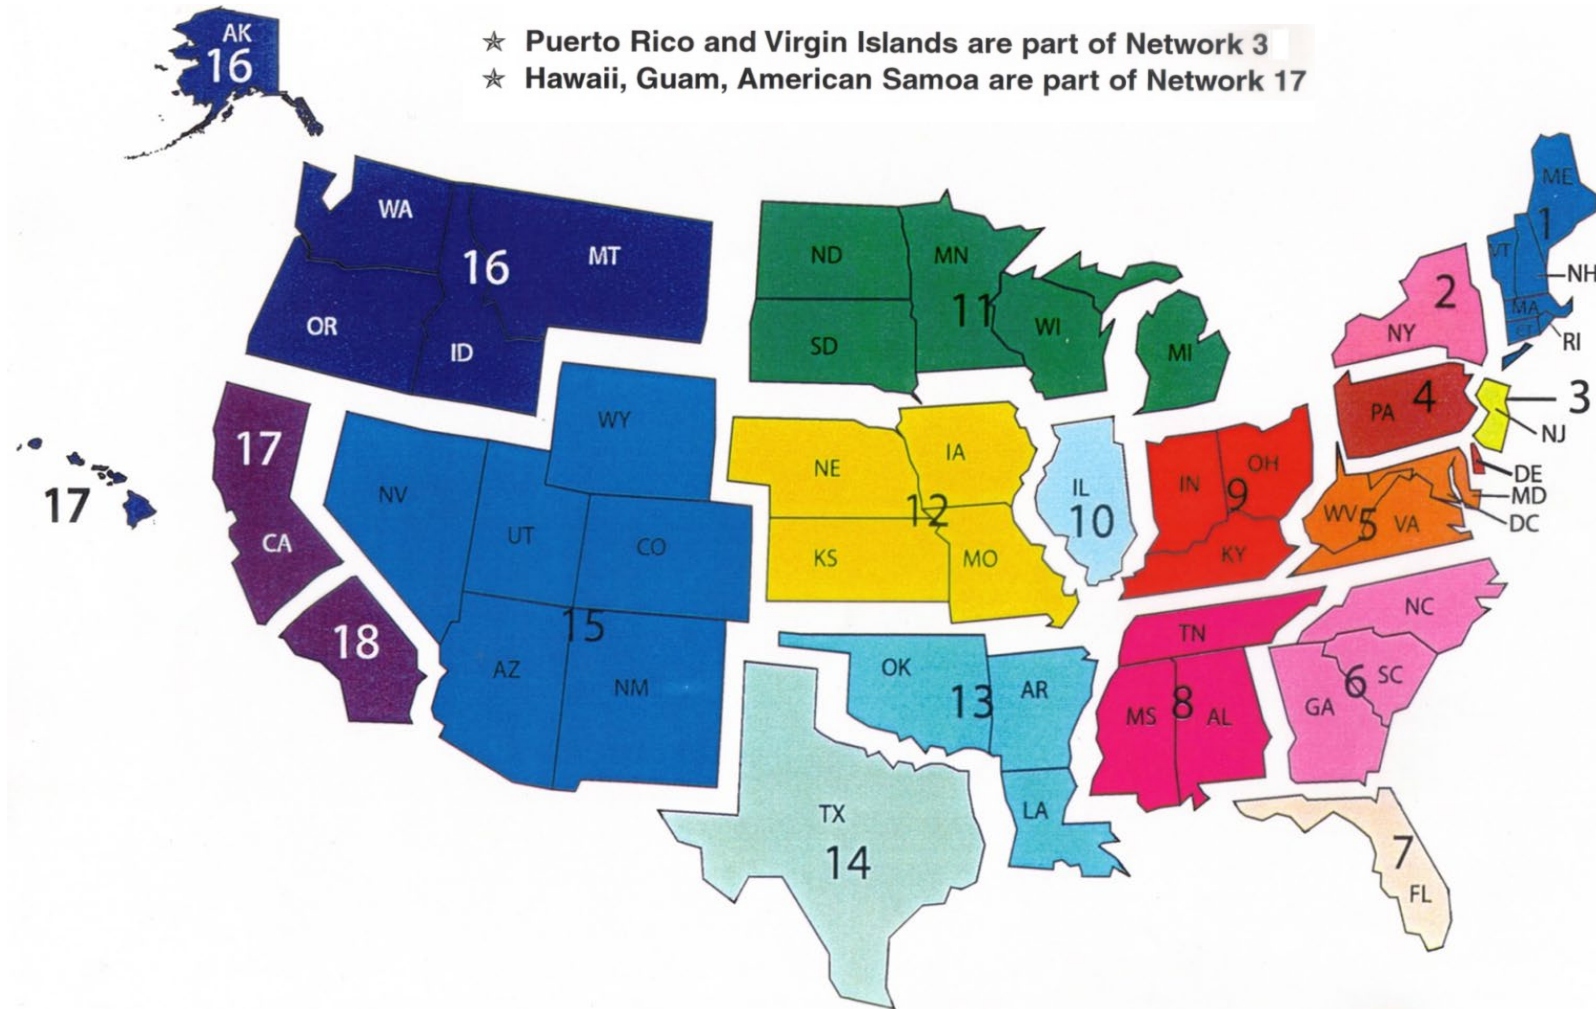 AK
16
✯ Puerto Rico and Virgin Islands are part of Network 3
✯ Hawaii, Guam, American Samoa are part of Network 17
WA
MT
16
OR
ID
ND
MN
11
SD
WI
MI
ME
1
VT
NH
MA
CT
RI
2
NY
PA
4
3
NJ
DE
MD
DC
17
17
CA
18
WY
NV
UT
CO
15
AZ
NM
NE
IA
12
KS
MO
IL
10
IN
OH
9
KY
WV
5
VA
NC
6
SC
GA
TN
MS
8
AL
OK
13
AR
LA
TX
14
7
FL